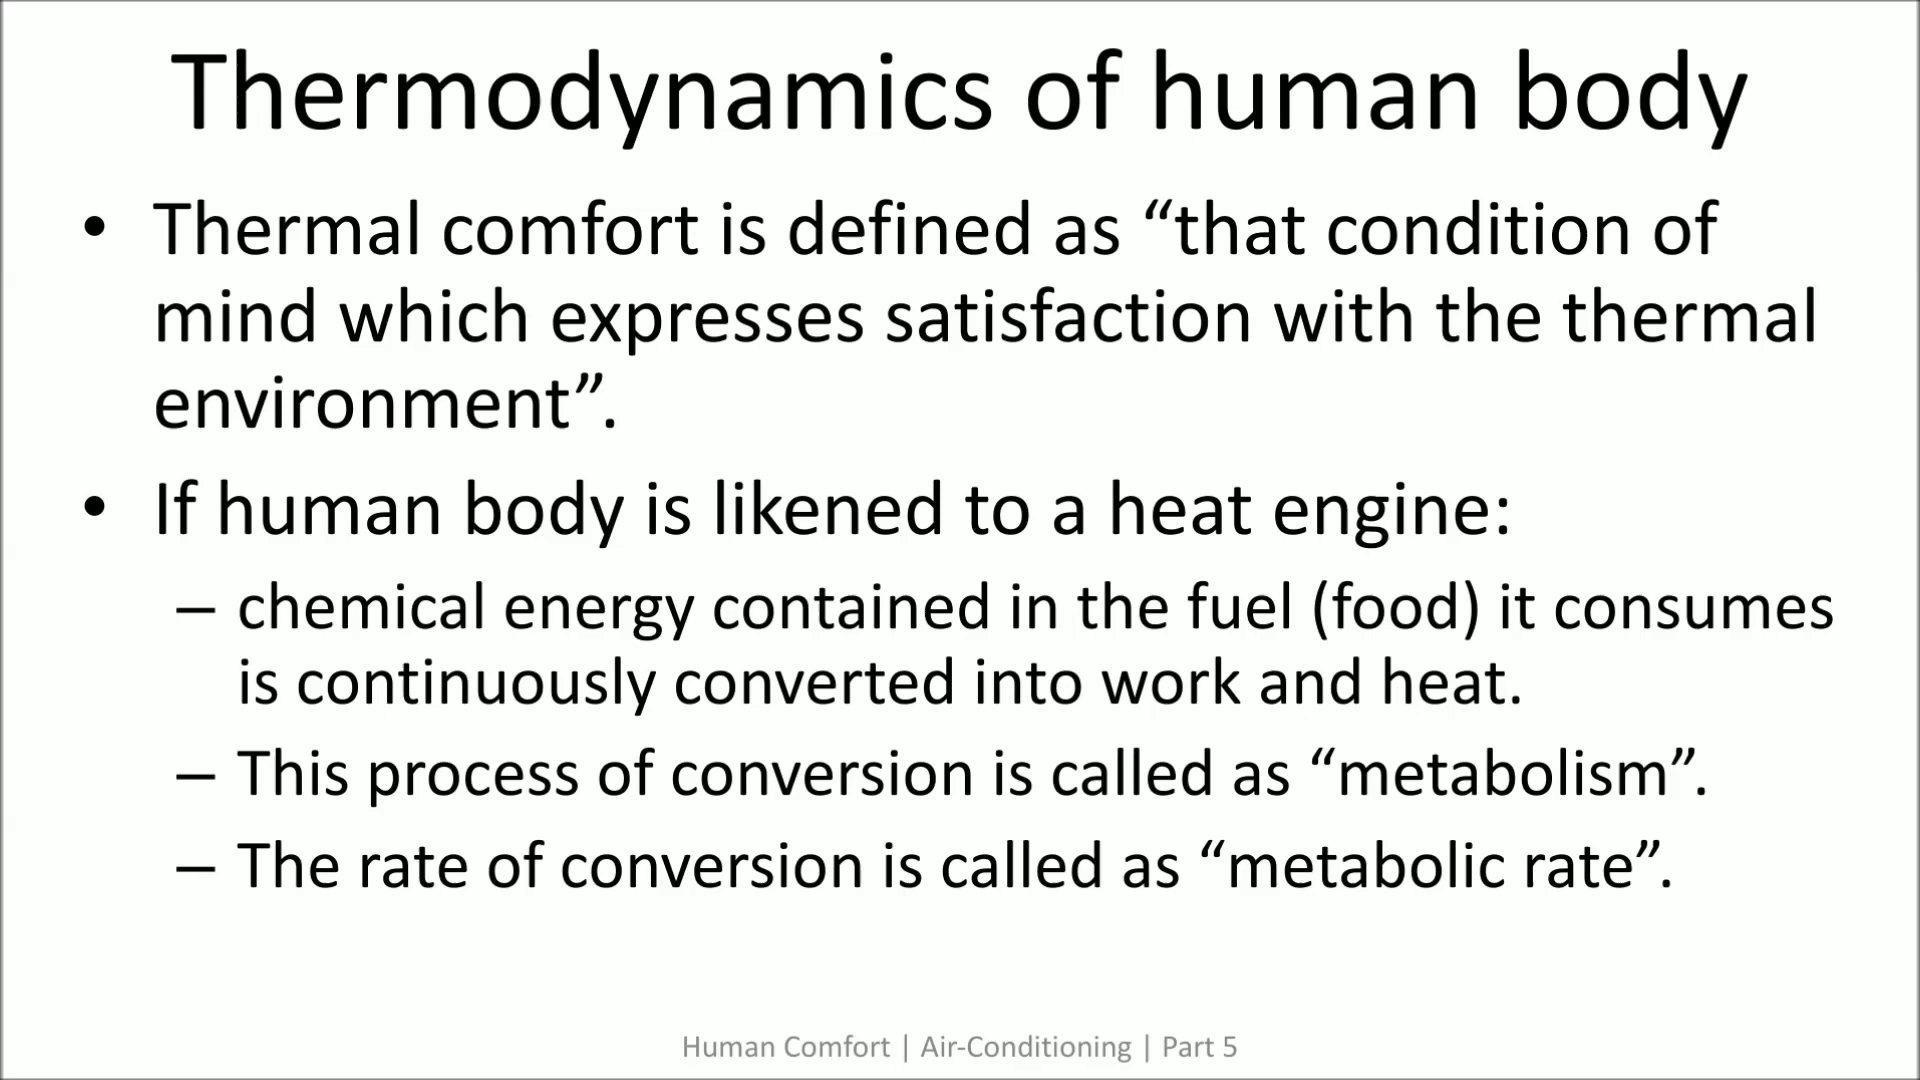 Thermodynamics of human body
• Thermal comfort is defined as “that condition of
mind which expresses satisfaction with the thermal
environment”.
• If human body is likened to a heat engine:
– chemical energy contained in the fuel (food) it consumes
is continuously converted into work and heat.
– This process of conversion is called as “metabolism”.
– The rate of conversion is called as “metabolic rate”.
Human Comfort | Air-Conditioning | Part 5